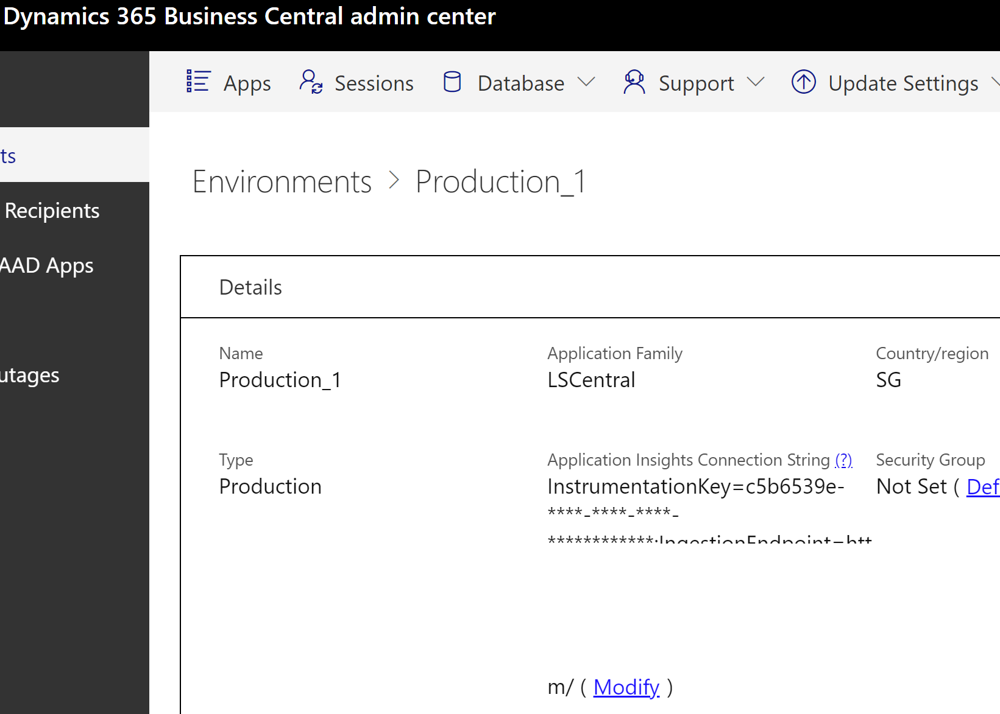 Dynamics 365 Business Central admin center
Apps Sessions Database Support Update Settings
ts
Recipients
AAD Apps
utages
Environments > Production_1
Details
Name Application Family Country/region
Production_1 LSCentral SG
Type Application Insights Connection String (?) Security Group
Production InstrumentationKey=c5b6539e- Not Set ( Def
****-****-****-
************;IngestionEndpoint=htt
m/ ( Modify )